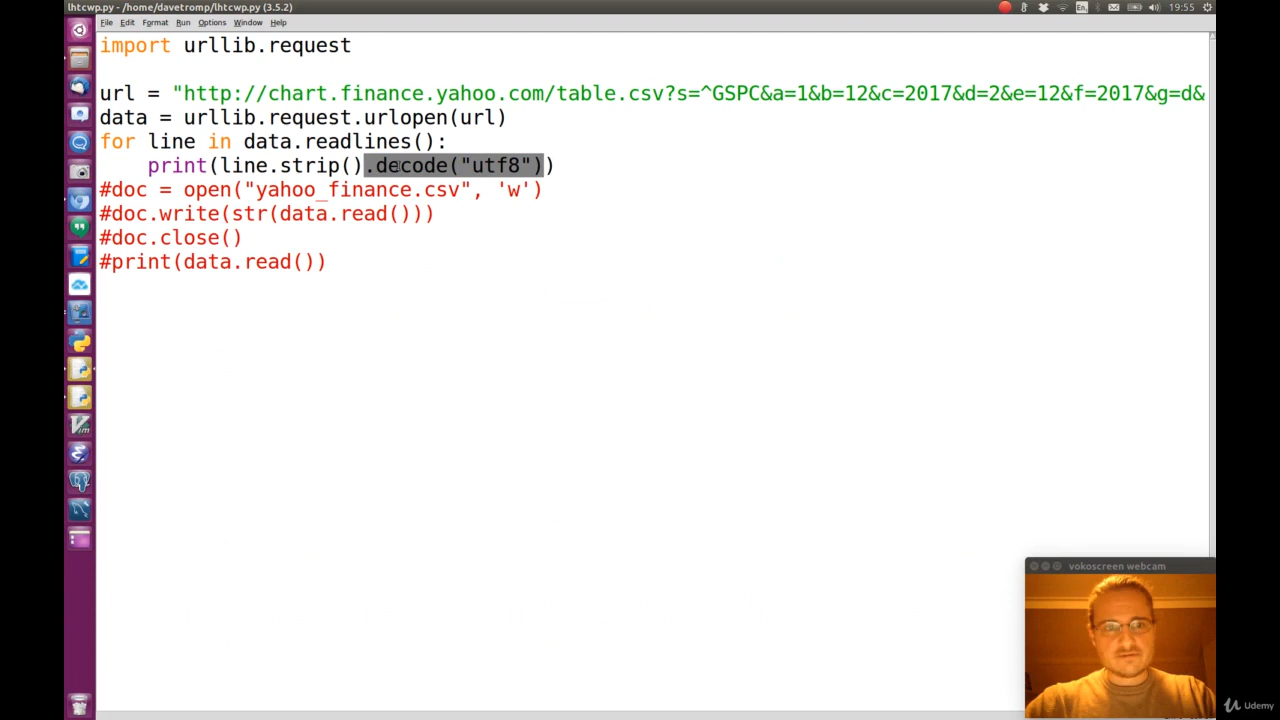 lhtcwp.py - /home/davetromp/lhtcwp.py (3.5.2)
En
19:55
File Edit Format Run Options Window Help
import urllib.request
url = "http://chart.finance.yahoo.com/table.csv?s=^GSPC&a=1&b=12&c=2017&d=2&e=12&f=2017&g=d&
data = urllib.request.urlopen(url)
for line in data.readlines():
print(line.strip().decode("utf8"))
#doc = open("yahoo_finance.csv", 'w')
#doc.write(str(data.read()))
#doc.close()
#print(data.read())
vokoscreen webcam
Udemy